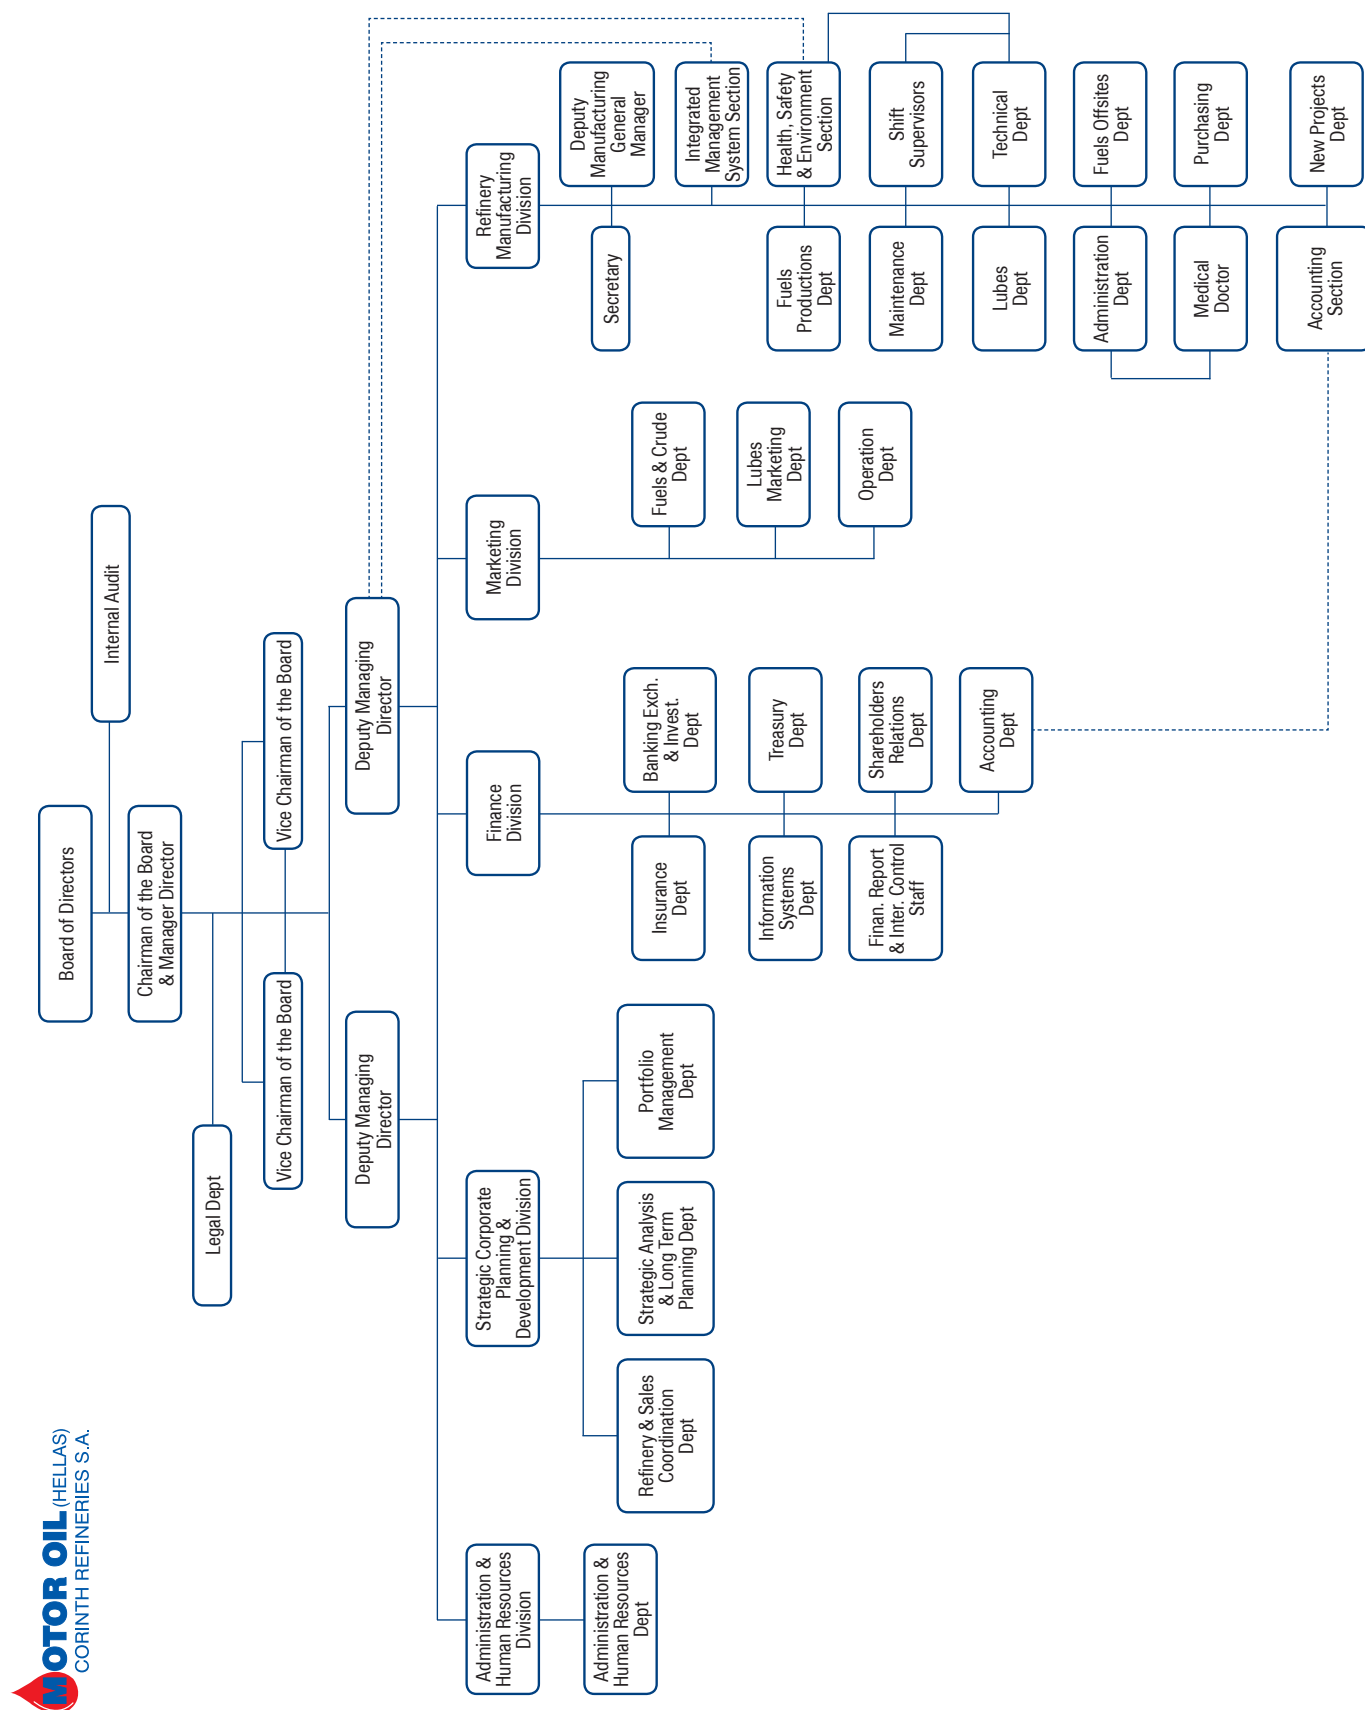 MOTOR OIL (HELLAS)
CORINTH REFINERIES S.A.
Board of Directors
Internal Audit
Chairman of the Board
& Manager Director
Legal Dept
Vice Chairman of the Board
Vice Chairman of the Board
Deputy Managing
Director
Deputy Managing
Director
Administration &
Human Resources
Division
Strategic Corporate
Planning &
Development Division
Finance
Division
Marketing
Division
Refinery
Manufacturing
Division
Administration &
Human Resources
Dept
Refinery & Sales
Coordination
Dept
Strategic Analysis
& Long Term
Planning Dept
Portfolio
Management
Dept
Insurance
Dept
Banking Exch.
& Invest.
Dept
Information
Systems
Dept
Treasury
Dept
Finan. Report
& Inter. Control
Staff
Shareholders
Relations
Dept
Accounting
Dept
Fuels & Crude
Dept
Lubes
Marketing
Dept
Operation
Dept
Secretary
Deputy
Manufacturing
General
Manager
Integrated
Management
System Section
Fuels
Productions
Dept
Health, Safety
& Environment
Section
Maintenance
Dept
Shift
Supervisors
Lubes
Dept
Technical
Dept
Administration
Dept
Fuels Offsites
Dept
Medical
Doctor
Purchasing
Dept
Accounting
Section
New Projects
Dept